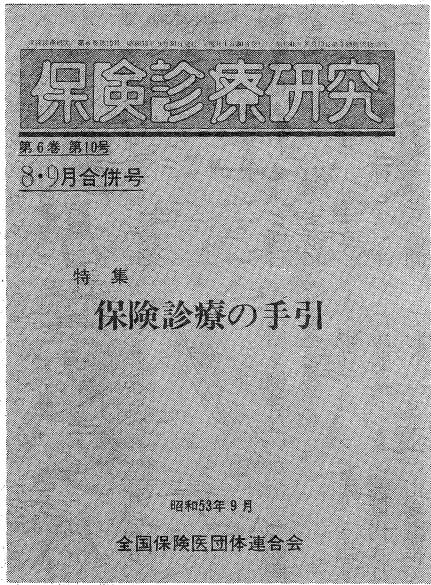 保険診療研究
第6巻 第10号
8・9月合併号
特 集
保険診療の手引
昭和53年9月
全国保険医団体連合会